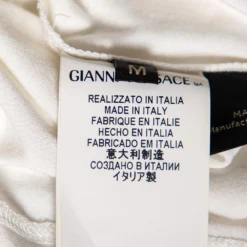 M
GIANNI
REALIZZATO IN ITALIA
MADE IN ITALY
FABRIQUE EN ITALIE
HECHO EN ITALIA
FABRICADO EM ITALIA
意大利制造
СОЗДАНО В ИТАЛИИ
イタリア製